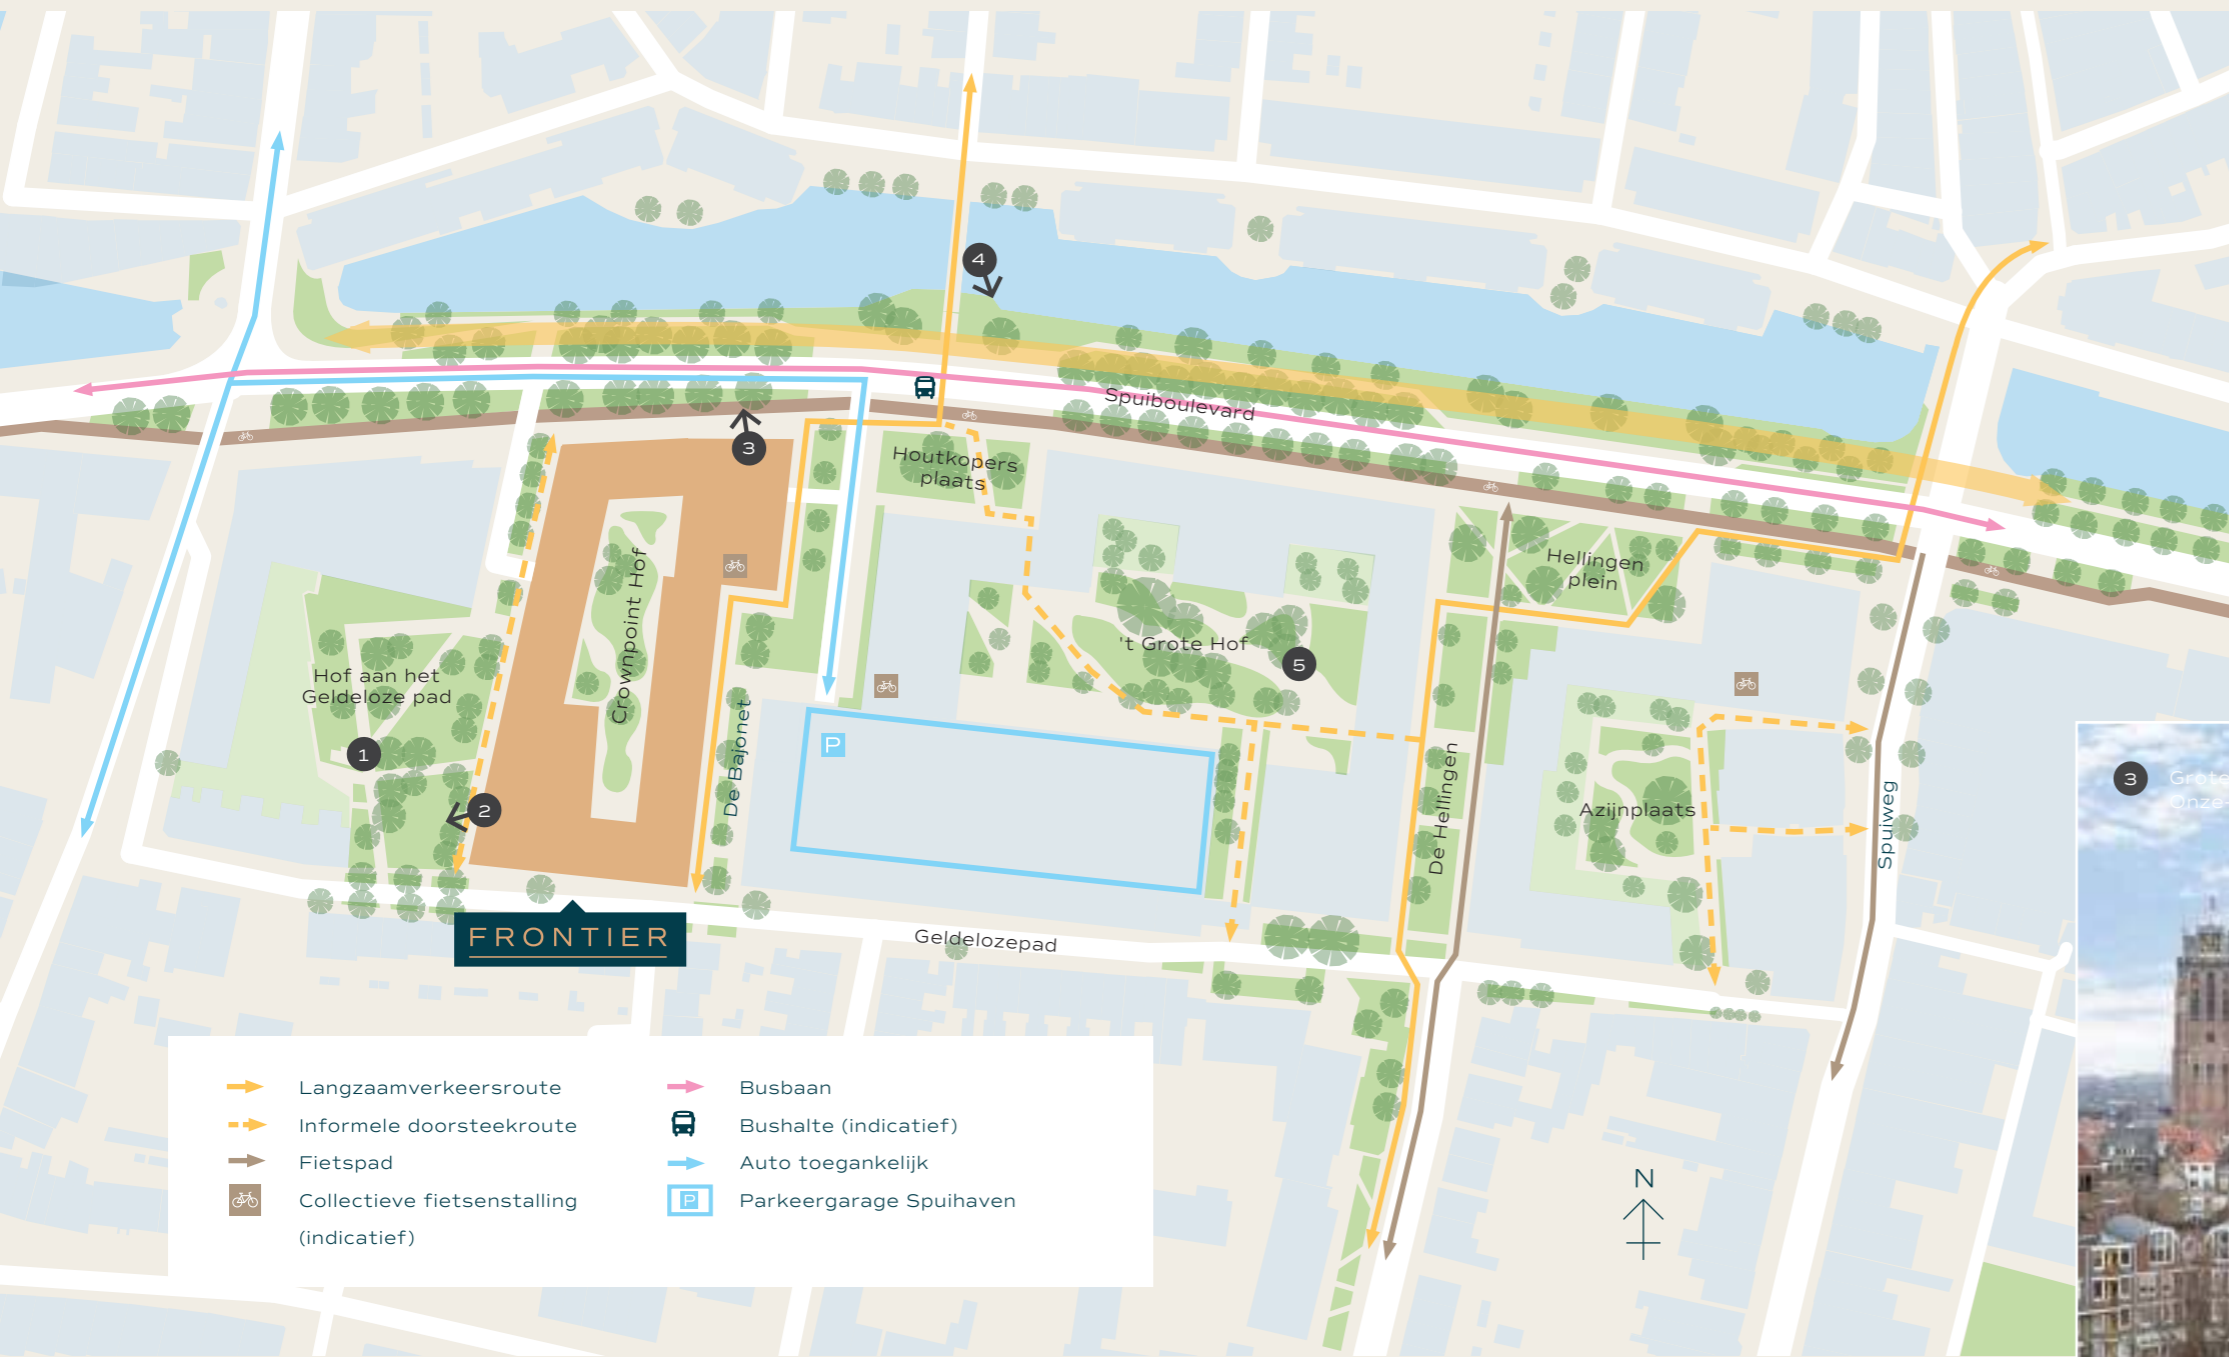 4
Spuiboulevard
3
Houtkopers
plaats
Hellingen
plein
Crownpoint Hof
't Grote Hof
5
Hof aan het
Geldeloze pad
1
2
De Bajonet
P
De Hellingen
Azijnplaats
Spuiweg
3
Grote
Onze-
FRONTIER
Geldelozepad
Langzaamverkeersroute
Informele doorsteekroute
Fietspad
Collectieve fietsenstalling
(indicatief)
Busbaan
Bushalte (indicatief)
Auto toegankelijk
P
Parkeergarage Spuihaven
N